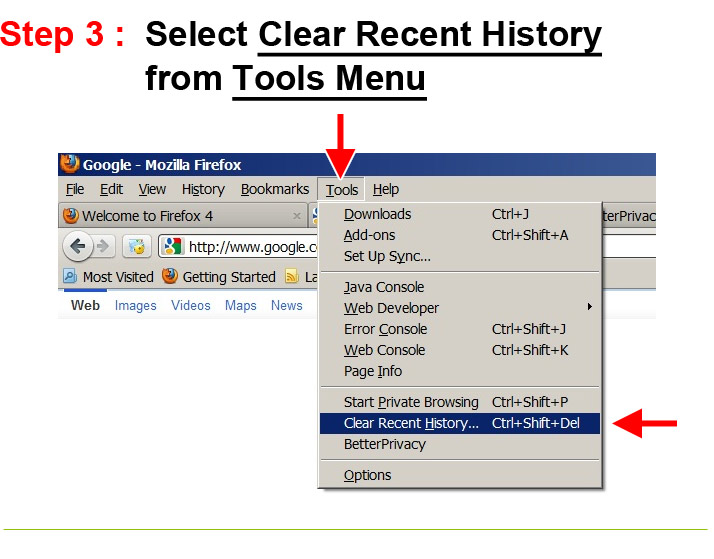 Step 3 : Select Clear Recent History
from Tools Menu
Google - Mozilla Firefox
File Edit View History Bookmarks Tools Help
Welcome to Firefox 4
http://www.google.c
Most Visited Getting Started
Web Images Videos Maps News
Downloads Ctrl+J
Add-ons Ctrl+Shift+A
Set Up Sync...
Java Console
Web Developer
Error Console Ctrl+Shift+J
Web Console Ctrl+Shift+K
Page Info
Start Private Browsing Ctrl+Shift+P
Clear Recent History... Ctrl+Shift+Del
BetterPrivacy
Options